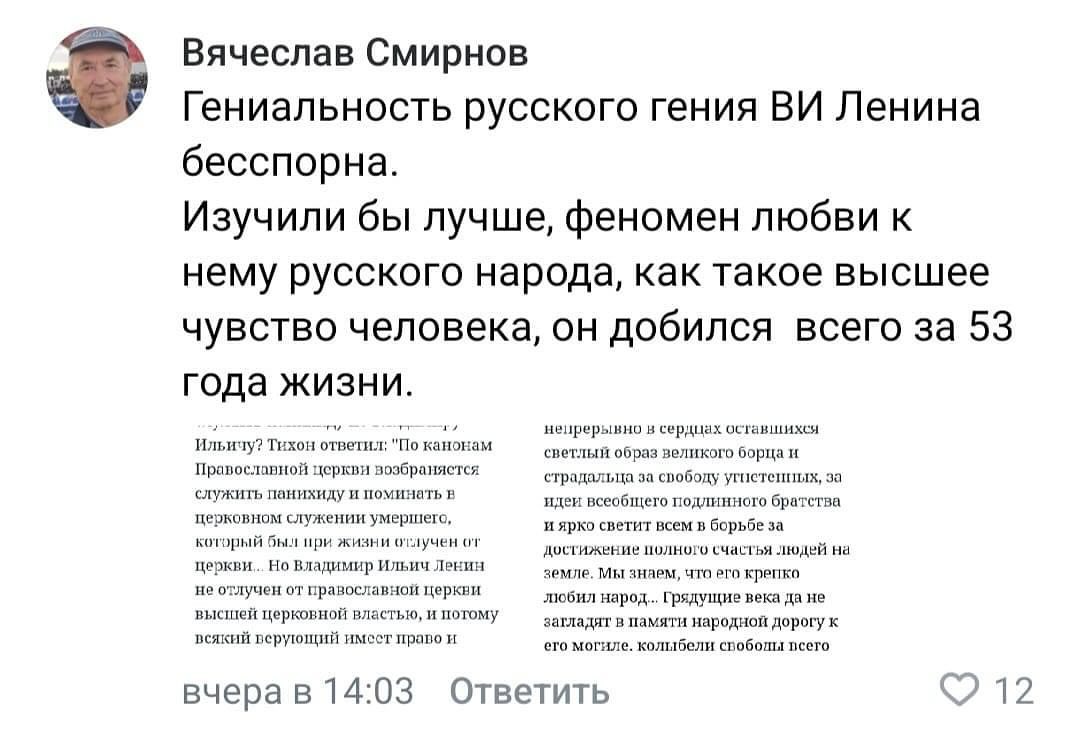 Вячеслав Смирнов
Гениальность русского гения ВИ Ленина
бесспорна.
Изучили бы лучше, феномен любви к
нему русского народа, как такое высшее
чувство человека, он добился всего за 53
года жизни.
Ильичу? Тихон ответил: "По канонам
Православной церкви возбраняется
служить панихиду и поминать в
церковном служении умершего,
который был при жизни отлучен от
церкви... Но Владимир Ильич Ленин
не отлучен от православной церкви
высшей церковной властью, и потому
всякий верующий имеет право и
непрерывно в сердцах оставшихся
светлый образ великого борца и
страдальца за свободу угнетенных, за
идеи всеобщего подлинного братства
и ярко светит всем в борьбе за
достижение полного счастья людей на
земле. Мы знаем, что его крепко
любил народ... Грядущие века да не
загладят в памяти народной дорогу к
его могиле, колыбели свободы всего
вчера в 14:03 Ответить 12